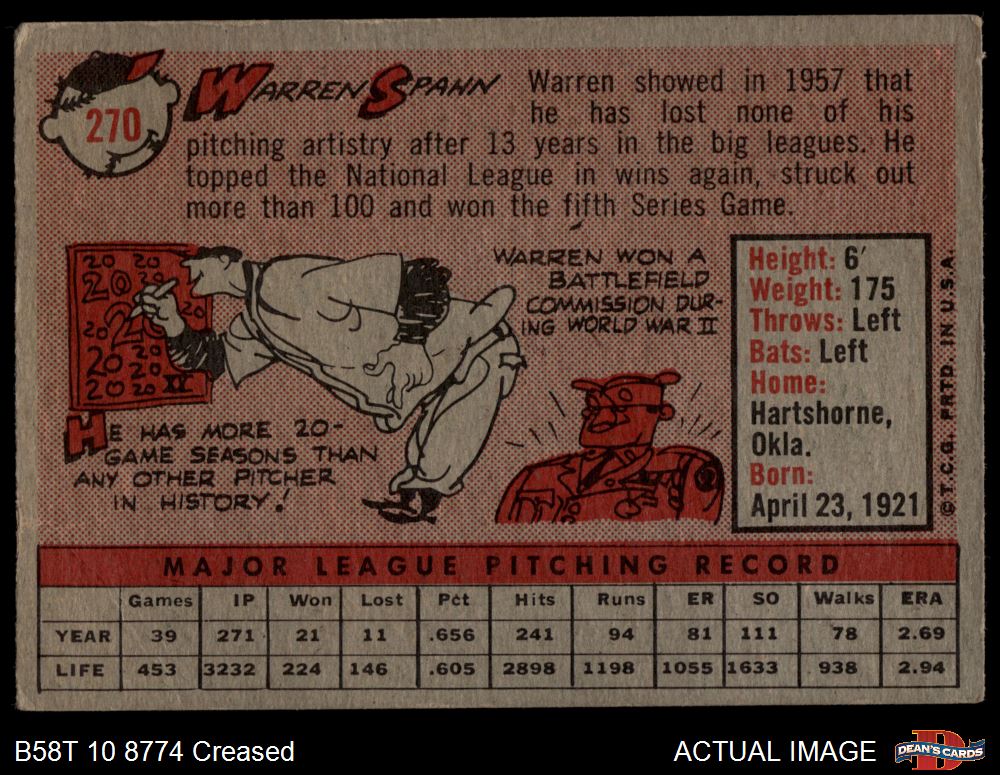 270
WARREN SPAHN
Warren showed in 1957 that
he has lost none of his
pitching artistry after 13 years in the big leagues. He
topped the National League in wins again, struck out
more than 100 and won the fifth Series Game.
20 20
20
20 2 20
20 20
20 20 IV
HE HAS MORE 20-
GAME SEASONS THAN
ANY OTHER PITCHER
IN HISTORY!
WARREN WON A
BATTLEFIELD
COMMISSION DUR-
ING WORLD WAR II
Height: 6'
Weight: 175
Throws: Left
Bats: Left
Home:
Hartshorne,
Okla.
Born:
April 23, 1921
© T.C.G. PRTD. IN U.S.A.
MAJOR LEAGUE PITCHING RECORD
Games IP Won Lost Pct Hits Runs ER SO Walks ERA
YEAR 39 271 21 11 .656 241 94 81 111 78 2.69
LIFE 453 3232 224 146 .605 2898 1198 1055 1633 938 2.94
B58T 10 8774 Creased
ACTUAL IMAGE
D
DEAN'S CARDS